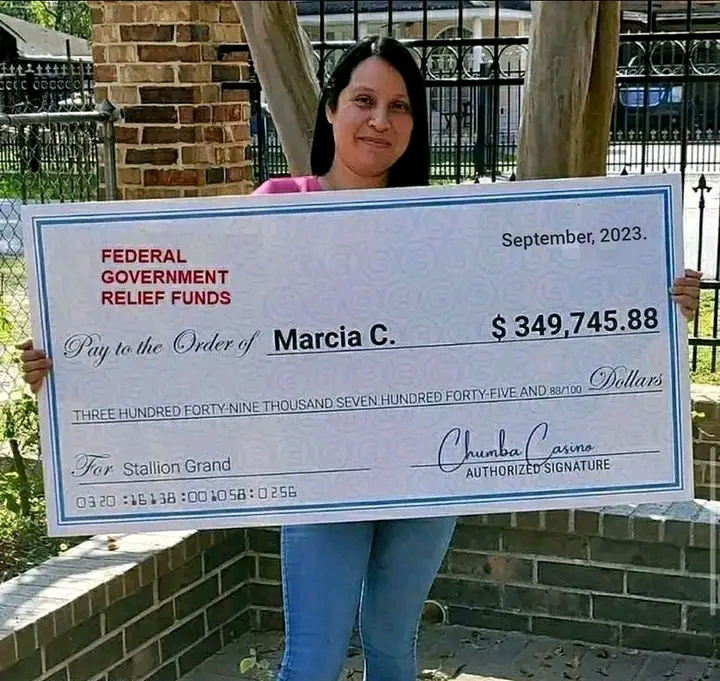 September, 2023.
FEDERAL
GOVERNMENT
RELIEF FUNDS
Pay to the Order of Marcia C. $ 349,745.88
THREE HUNDRED FORTY-NINE THOUSAND SEVEN HUNDRED FORTY-FIVE AND 88/100 Dollars
For Stallion Grand
Chumba Casino
AUTHORIZED SIGNATURE
0320 :16138 :001058: 0256